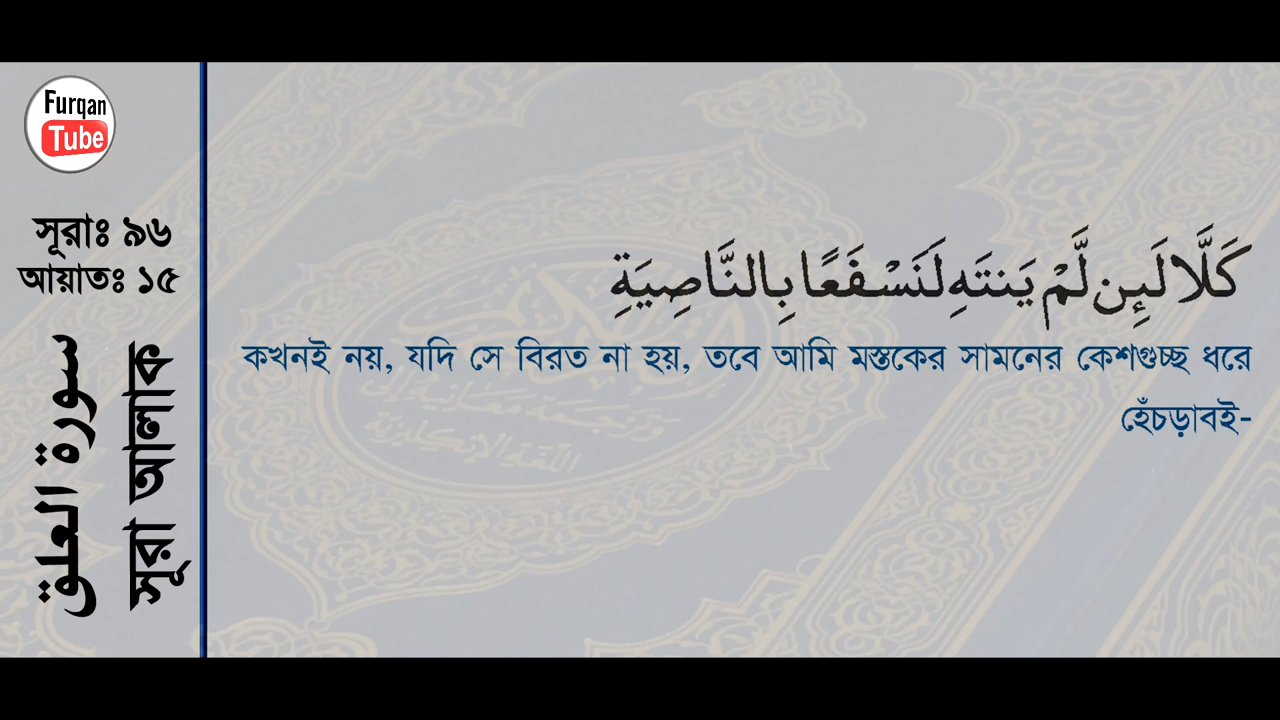 Furqan
Tube
সূরাঃ ৯৬
আয়াতঃ ১৫
سورة العلق
সূরা আলাক
كَلَّا لَئِن لَّمْ يَنتَهِ لَنَسْفَعًا بِالنَّاصِيَةِ
কখনই নয়, যদি সে বিরত না হয়, তবে আমি মস্তকের সামনের কেশগুচ্ছ ধরে
হেঁচড়াবই-